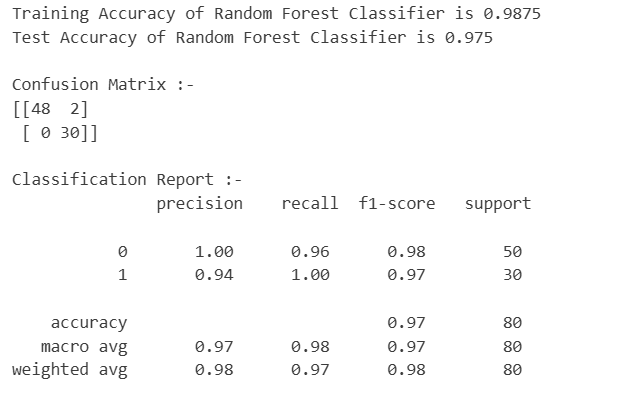 Training Accuracy of Random Forest Classifier is 0.9875
Test Accuracy of Random Forest Classifier is 0.975
Confusion Matrix :-
[[48  2]
 [ 0 30]]
Classification Report :-
precision recall f1-score support
0 1.00 0.96 0.98 50
1 0.94 1.00 0.97 30
accuracy 0.97 80
macro avg 0.97 0.98 0.97 80
weighted avg 0.98 0.97 0.98 80